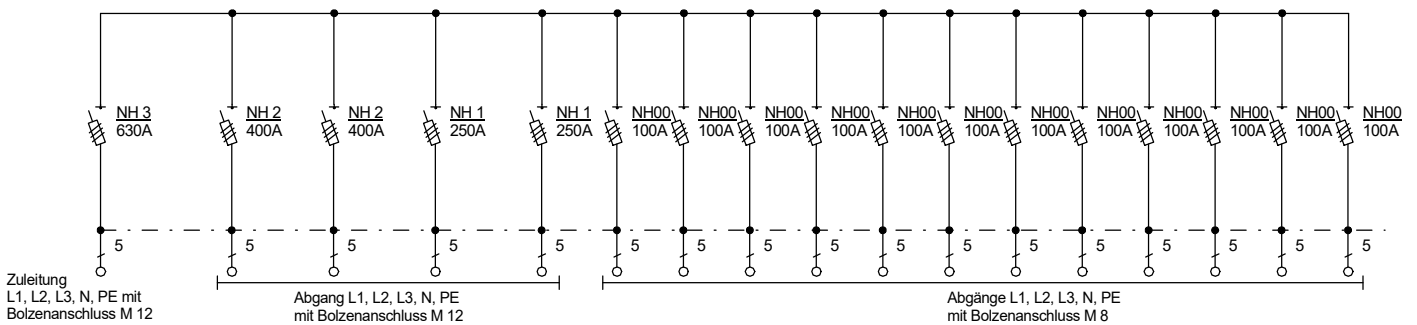 NH 3 NH 2 NH 2 NH 1 NH 1 NH00 NH00 NH00 NH00 NH00 NH00 NH00 NH00 NH00 NH00 NH00 NH00
630A 400A 400A 250A 250A 100A 100A 100A 100A 100A 100A 100A 100A 100A 100A 100A 100A
5 5 5 5 5 5 5 5 5 5 5 5 5 5 5 5 5
Zuleitung
L1, L2, L3, N, PE mit
Bolzenanschluss M 12
Abgang L1, L2, L3, N, PE
mit Bolzenanschluss M 12
Abgänge L1, L2, L3, N, PE
mit Bolzenanschluss M 8